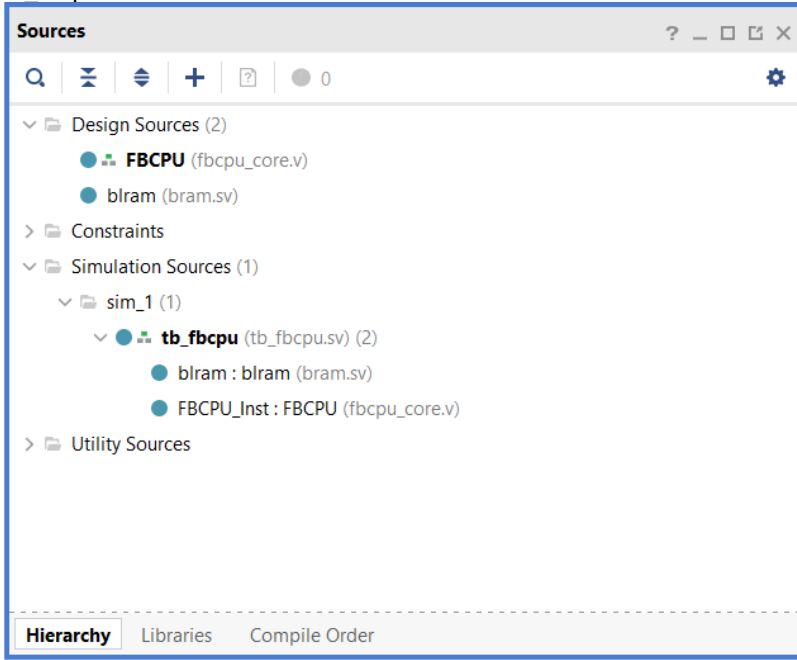 Sources
0
Design Sources (2)
FBCPU (fbcpu_core.v)
blram (bram.sv)
Constraints
Simulation Sources (1)
sim_1 (1)
tb_fbcpu (tb_fbcpu.sv) (2)
blram : blram (bram.sv)
FBCPU_Inst : FBCPU (fbcpu_core.v)
Utility Sources
Hierarchy Libraries Compile Order